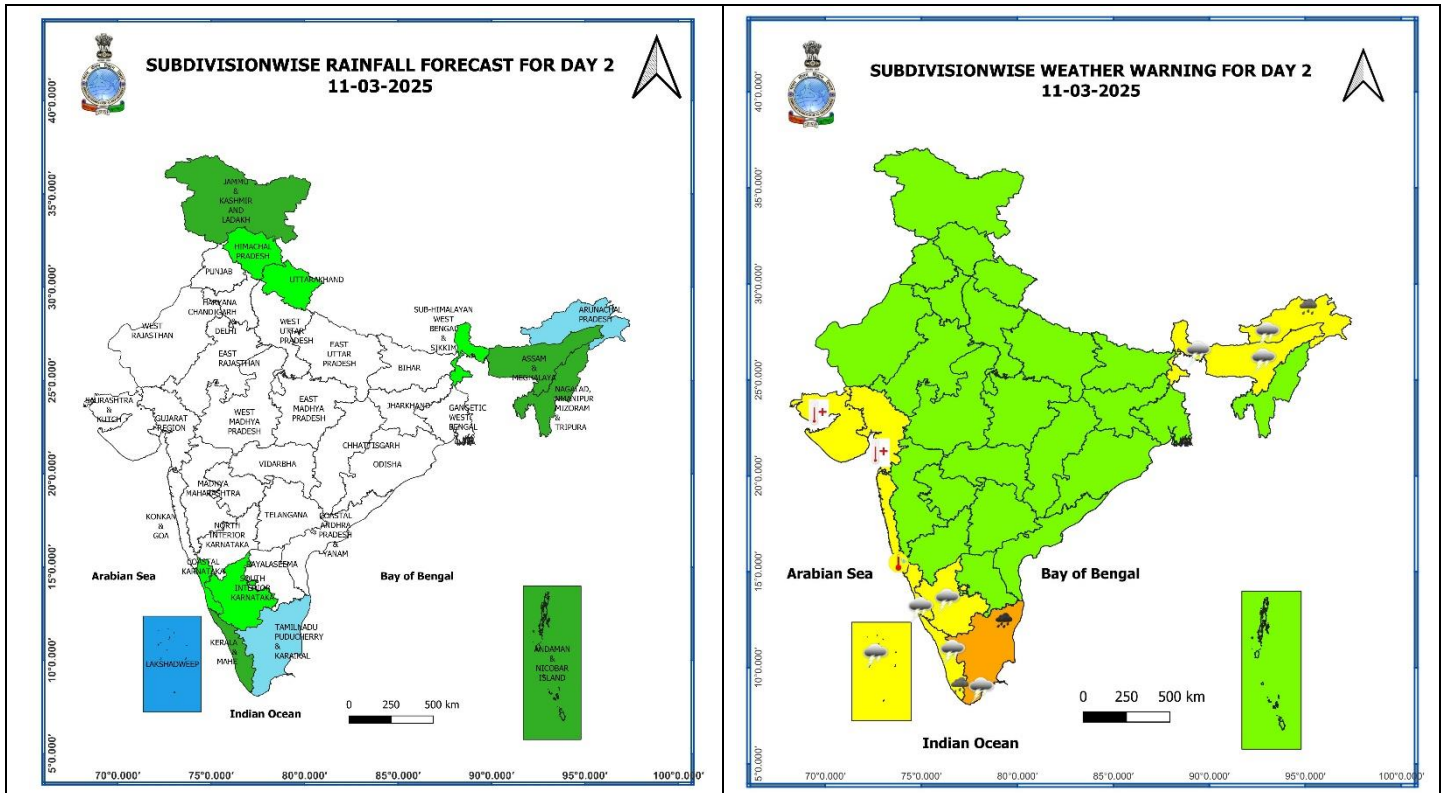 SUBDIVISIONWISE RAINFALL FORECAST FOR DAY 2
11-03-2025
40°0.000'
35°0.000'
30°0.000'
25°0.000'
20°0.000'
15°0.000'
10°0.000'
5°0.000'
JAMMU
&
KASHMIR
AND
LADAKH
HIMACHAL
PRADESH
PUNJAB
UTTARAKHAND
HARYANA
CHANDIGARH &
DELHI
WEST
RAJASTHAN
WEST
UTTAR
PRADESH
SUB-HIMALAYAN
WEST
BENGAL
&
SIKKIM
ARUNACHAL
PRADESH
EAST
RAJASTHAN
EAST
UTTAR
PRADESH
BIHAR
ASSAM
&
MEGHALAYA
SAURASHTRA
&
KUTCH
GUJARAT
REGION
WEST
MADHYA
PRADESH
EAST
MADHYA
PRADESH
JHARKHAND
GANGETIC
WEST
BENGAL
MANIPUR
MIZORAM
&
TRIPURA
CHHATTISGARH
ODISHA
VIDARBHA
MADHYA
MAHARASHTRA
KONKAN
&
GOA
NORTH
INTERIOR
KARNATAKA
TELANGANA
COASTAL
ANDHRA
PRADESH
&
YANAM
COASTAL
KARNATAKA
RAYALASEEMA
SOUTH
INTERIOR
KARNATAKA
Arabian Sea
Bay of Bengal
LAKSHADWEEP
KERALA
&
MAHE
TAMILNADU
PUDUCHERRY
&
KARAIKAL
ANDAMAN
&
NICOBAR
ISLAND
Indian Ocean
0 250 500 km
70°0.000' 75°0.000' 80°0.000' 85°0.000' 90°0.000' 95°0.000' 100°0.000'
SUBDIVISIONWISE WEATHER WARNING FOR DAY 2
11-03-2025
40°0.000'
35°0.000'
30°0.000'
25°0.000'
20°0.000'
15°0.000'
10°0.000'
5°0.000'
Arabian Sea
Bay of Bengal
Indian Ocean
0 250 500 km
70°0.000' 75°0.000' 80°0.000' 85°0.000' 90°0.000' 95°0.000' 100°0.000'